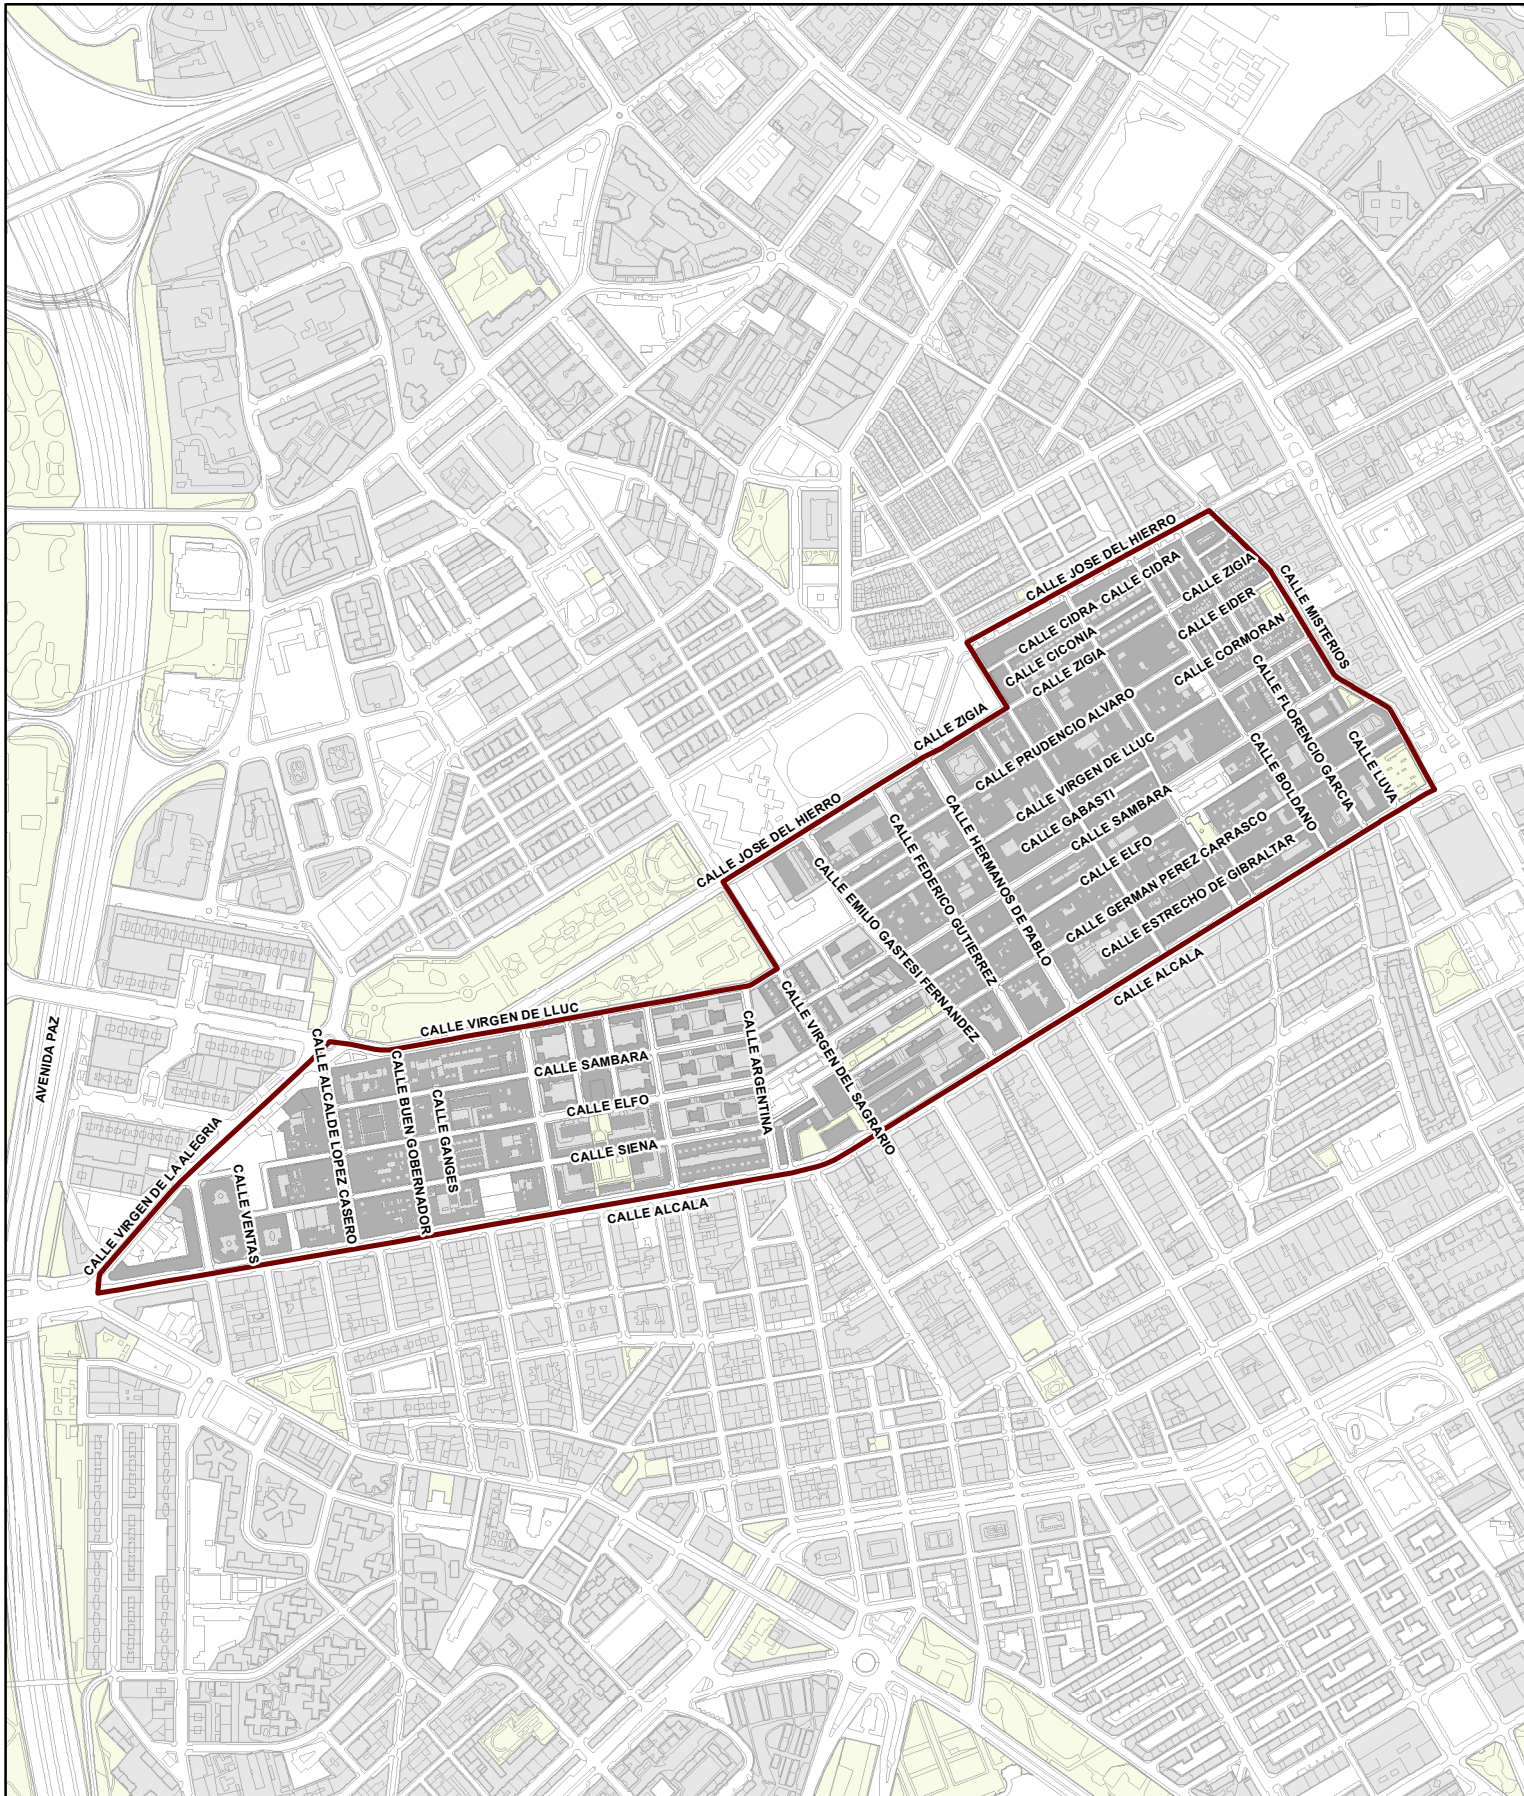 CALLE JOSE DEL HIERRO
CALLE CIDRA
CALLE ZIGIA
CALLE MISTERIOS
CALLE CIDRA
CALLE EIDER
CALLE CICONIA
CALLE CORMORAN
CALLE ZIGIA
CALLE FLORENCIO GARCIA
CALLE ZIGIA
CALLE PRUDENCIO ALVARO
CALLE VIRGEN DE LLUC
CALLE BOLDANO
CALLE LUVA
CALLE GABASTI
CALLE SAMBARA
CALLE JOSE DEL HIERRO
CALLE HERMANOS DE PABLO
CALLE FEDERICO GUTIERREZ
CALLE ELFO
CALLE GERMAN PEREZ CARRASCO
CALLE ESTRECHO DE GIBRALTAR
CALLE EMILIO GASTESI FERNANDEZ
CALLE ALCALA
CALLE VIRGEN DE LLUC
CALLE VIRGEN DEL SAGRARIO
CALLE ARGENTINA
AVENIDA PAZ
CALLE ALCALDE LOPEZ CASERO
CALLE BUEN GOBERNADOR
CALLE SAMBARA
CALLE GANGES
CALLE ELFO
CALLE SIENA
CALLE VIRGEN DE LA ALEGRIA
CALLE VENTAS
CALLE ALCALA